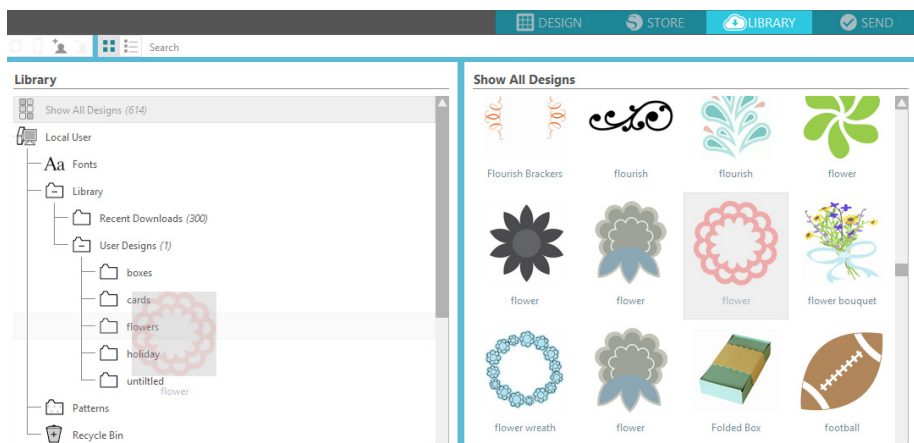 DESIGN
STORE
LIBRARY
SEND
Search
Library
Show All Designs (614)
Local User
Aa Fonts
Library
Recent Downloads (300)
User Designs (1)
boxes
cards
flowers
holiday
untiltled
flower
Patterns
Recycle Bin
Show All Designs
Flourish Brackers
flourish
flourish
flower
flower
flower
flower
flower bouquet
flower wreath
flower
Folded Box
football